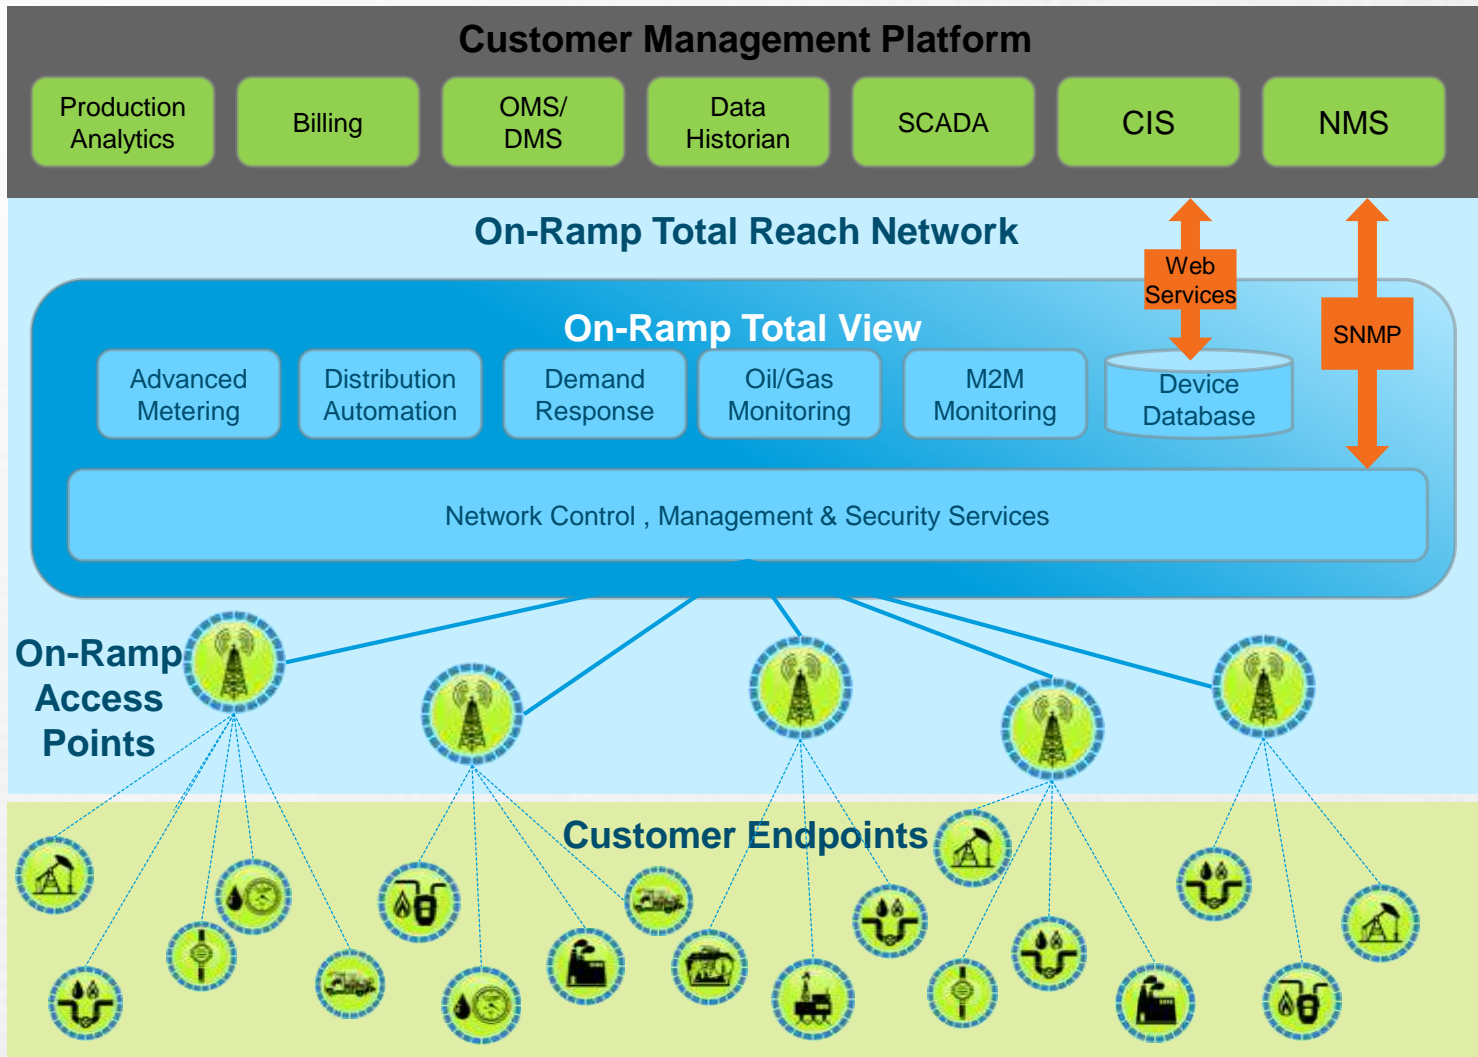 Customer Management Platform
Production
Analytics
Billing
OMS/
DMS
Data
Historian
SCADA
CIS
NMS
On-Ramp Total Reach Network
Web
Services
SNMP
On-Ramp Total View
Advanced
Metering
Distribution
Automation
Demand
Response
Oil/Gas
Monitoring
M2M
Monitoring
Device
Database
Network Control , Management & Security Services
On-Ramp
Access
Points
Customer Endpoints